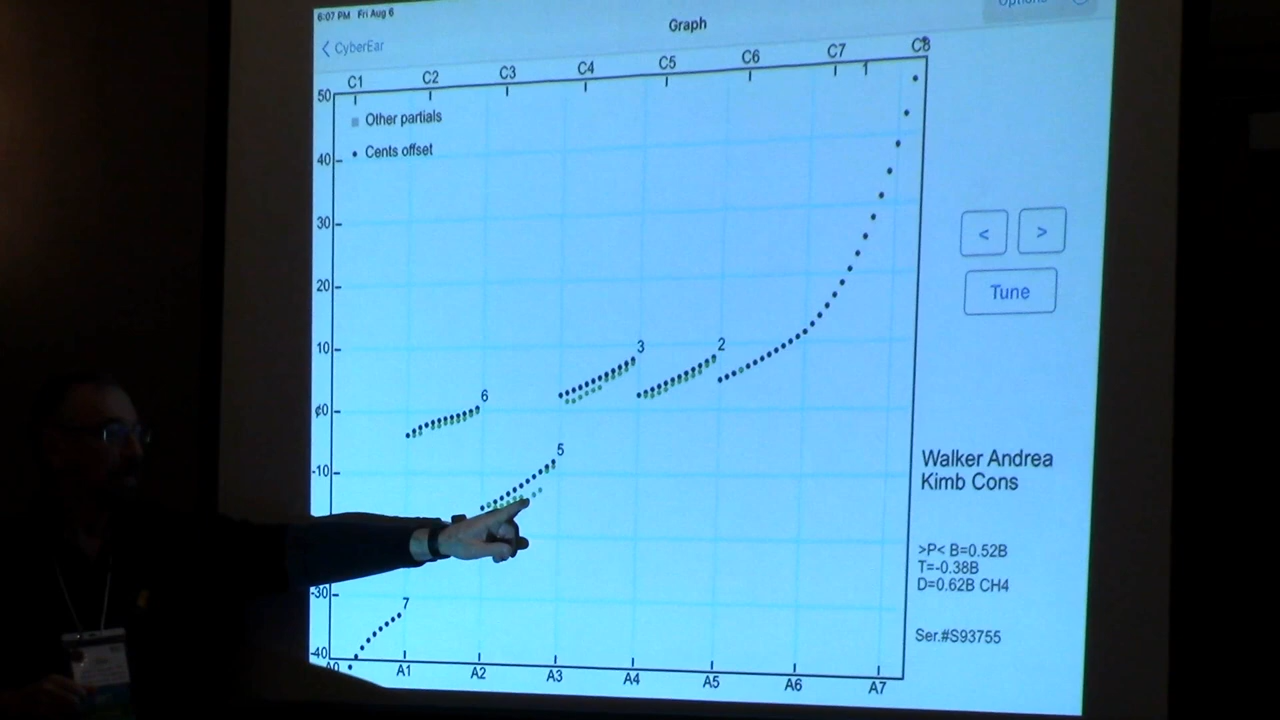 6:07 PM Fri Aug 6
Options
Graph
CyberEar
C1 C2 C3 C4 C5 C6 C7 1 C8
50
Other partials
Cents offset
40
30
20
10
¢0
-10
-30
-40
6
5
3
2
7
<
>
Tune
Walker Andrea
Kimb Cons
>P< B=0.52B
T=-0.38B
D=0.62B CH4
Ser.#S93755
A0 A1 A2 A3 A4 A5 A6 A7